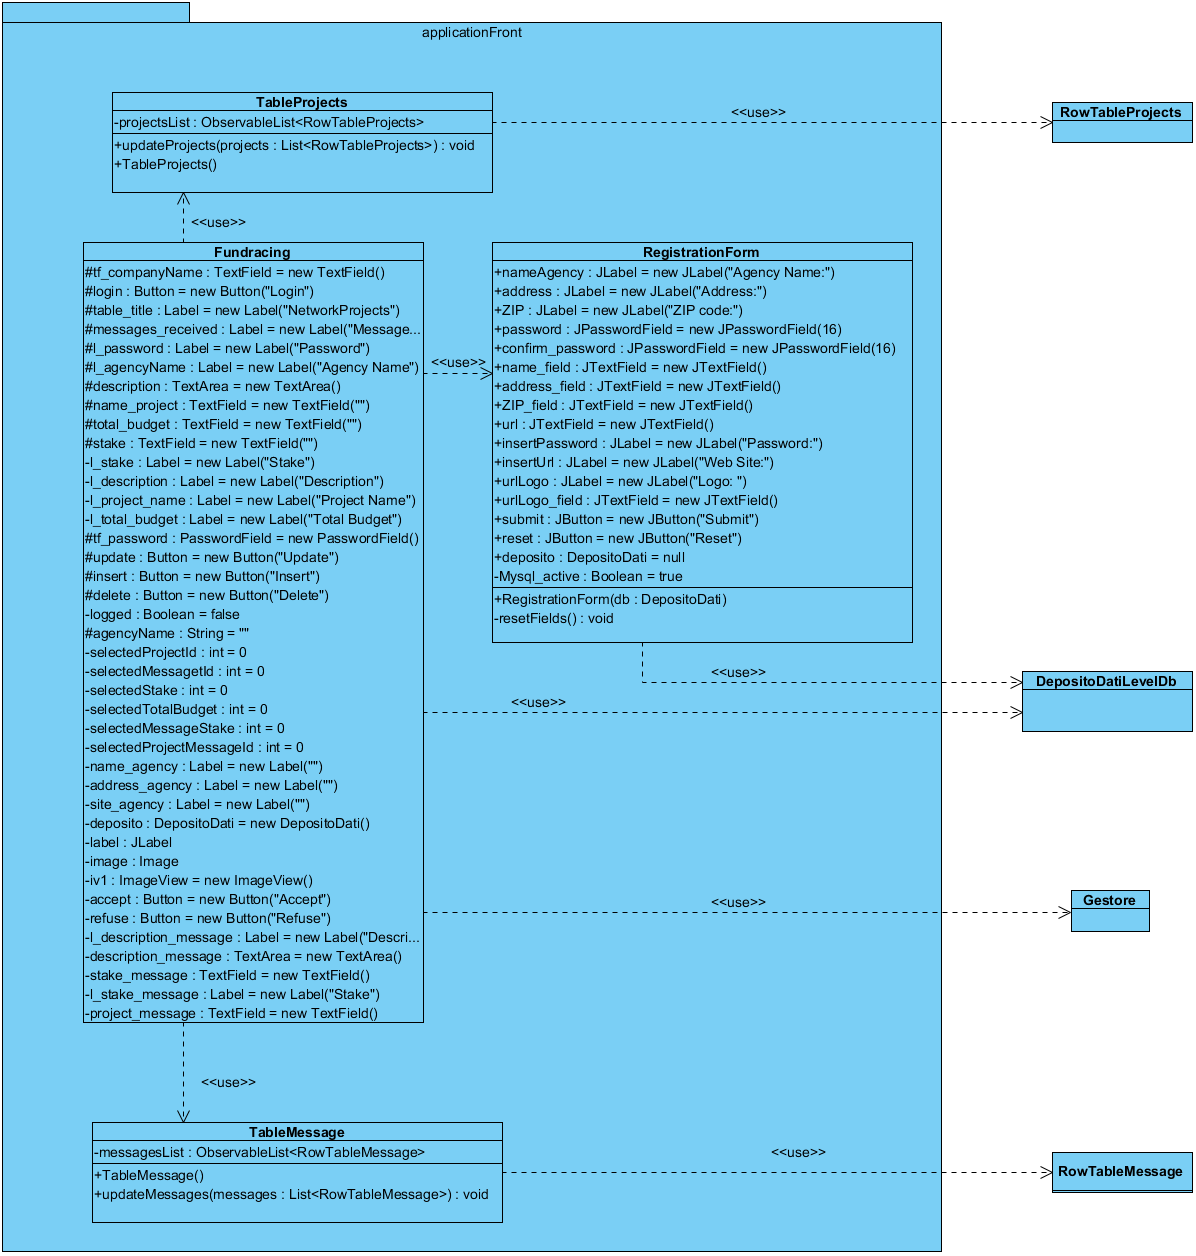 applicationFront
TableProjects
-projectsList : ObservableList<RowTableProjects>
+updateProjects(projects : List<RowTableProjects>) : void
+TableProjects()
<<use>>
RowTableProjects
<<use>>
Fundracing
#tf_companyName : TextField = new TextField()
#login : Button = new Button("Login")
#table_title : Label = new Label("NetworkProjects")
#messages_received : Label = new Label("Message...
#l_password : Label = new Label("Password")
#l_agencyName : Label = new Label("Agency Name")
#description : TextArea = new TextArea()
#name_project : TextField = new TextField("")
#total_budget : TextField = new TextField("")
#stake : TextField = new TextField("")
-l_stake : Label = new Label("Stake")
-l_description : Label = new Label("Description")
-l_project_name : Label = new Label("Project Name")
-l_total_budget : Label = new Label("Total Budget")
#tf_password : PasswordField = new PasswordField()
#update : Button = new Button("Update")
#insert : Button = new Button("Insert")
#delete : Button = new Button("Delete")
-logged : Boolean = false
#agencyName : String = ""
-selectedProjectId : int = 0
-selectedMessagetId : int = 0
-selectedStake : int = 0
-selectedTotalBudget : int = 0
-selectedMessageStake : int = 0
-selectedProjectMessageId : int = 0
-name_agency : Label = new Label("")
-address_agency : Label = new Label("")
-site_agency : Label = new Label("")
-deposito : DepositoDati = new DepositoDati()
-label : JLabel
-image : Image
-iv1 : ImageView = new ImageView()
-accept : Button = new Button("Accept")
-refuse : Button = new Button("Refuse")
-l_description_message : Label = new Label("Descri...
-description_message : TextArea = new TextArea()
-stake_message : TextField = new TextField()
-l_stake_message : Label = new Label("Stake")
-project_message : TextField = new TextField()
<<use>>
RegistrationForm
+nameAgency : JLabel = new JLabel("Agency Name:")
+address : JLabel = new JLabel("Address:")
+ZIP : JLabel = new JLabel("ZIP code:")
+password : JPasswordField = new JPasswordField(16)
+confirm_password : JPasswordField = new JPasswordField(16)
+name_field : JTextField = new JTextField()
+address_field : JTextField = new JTextField()
+ZIP_field : JTextField = new JTextField()
+url : JTextField = new JTextField()
+insertPassword : JLabel = new JLabel("Password:")
+insertUrl : JLabel = new JLabel("Web Site:")
+urlLogo : JLabel = new JLabel("Logo: ")
+urlLogo_field : JTextField = new JTextField()
+submit : JButton = new JButton("Submit")
+reset : JButton = new JButton("Reset")
+deposito : DepositoDati = null
-Mysql_active : Boolean = true
+RegistrationForm(db : DepositoDati)
-resetFields() : void
<<use>>
<<use>>
DepositoDatiLevelDb
<<use>>
Gestore
<<use>>
TableMessage
-messagesList : ObservableList<RowTableMessage>
+TableMessage()
+updateMessages(messages : List<RowTableMessage>) : void
<<use>>
RowTableMessage